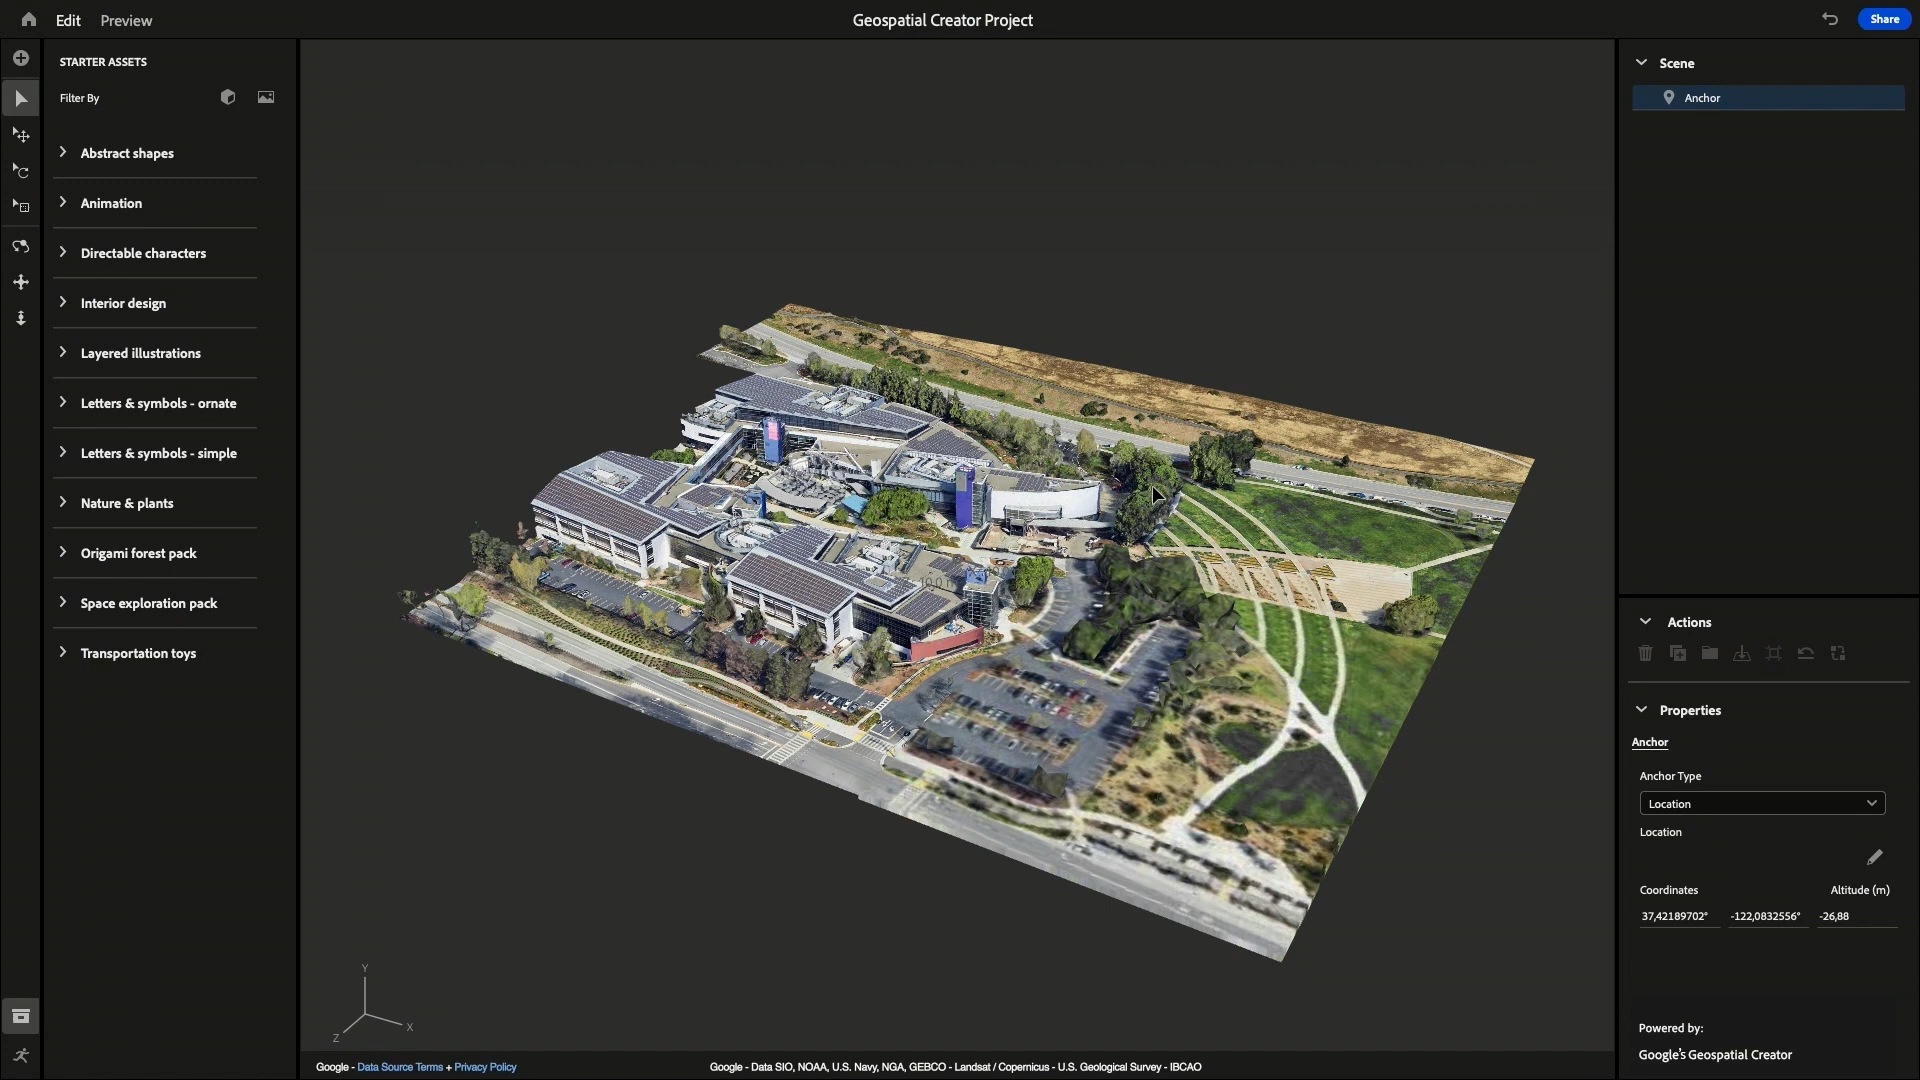 Edit
Preview
Geospatial Creator Project
Share
STARTER ASSETS
Filter By
Abstract shapes
Animation
Directable characters
Interior design
Layered illustrations
Letters & symbols - ornate
Letters & symbols - simple
Nature & plants
Origami forest pack
Space exploration pack
Transportation toys
Y
X
Z
Google - Data Source Terms + Privacy Policy
Google - Data SIO, NOAA, U.S. Navy, NGA, GEBCO - Landsat / Copernicus - U.S. Geological Survey - IBCAO
Scene
Anchor
Actions
Properties
Anchor
Anchor Type
Location
Location
Coordinates
Altitude (m)
37,42189702° -122,0832556° -26,88
Powered by:
Google's Geospatial Creator